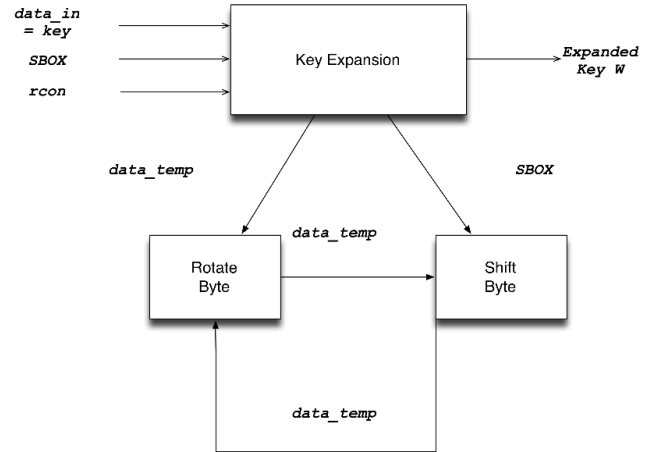 data_in
= key
SBOX
rcon
Key Expansion
Expanded
Key W
data_temp
SBOX
data_temp
Rotate
Byte
Shift
Byte
data_temp